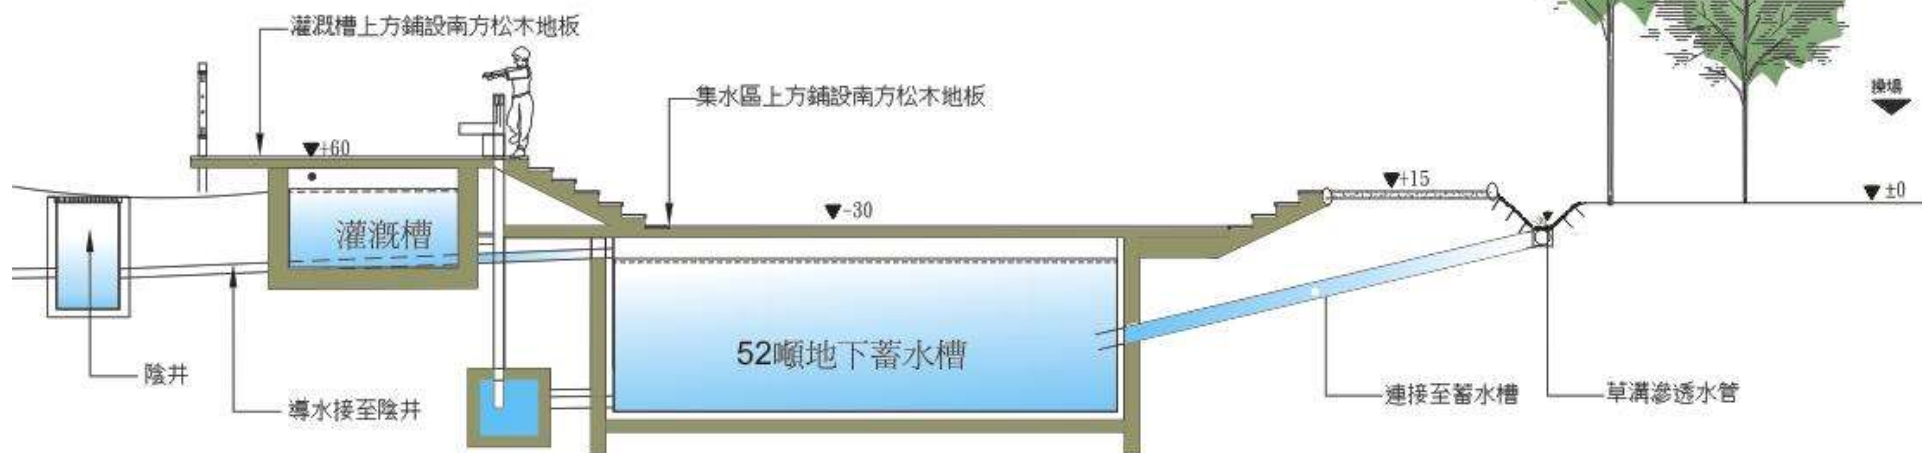 灌溉槽上方鋪設南方松木地板
集水區上方鋪設南方松木地板
操場
+60
+15
±0
-30
灌溉槽
52噸地下蓄水槽
陰井
導水接至陰井
連接至蓄水槽
草溝滲透水管